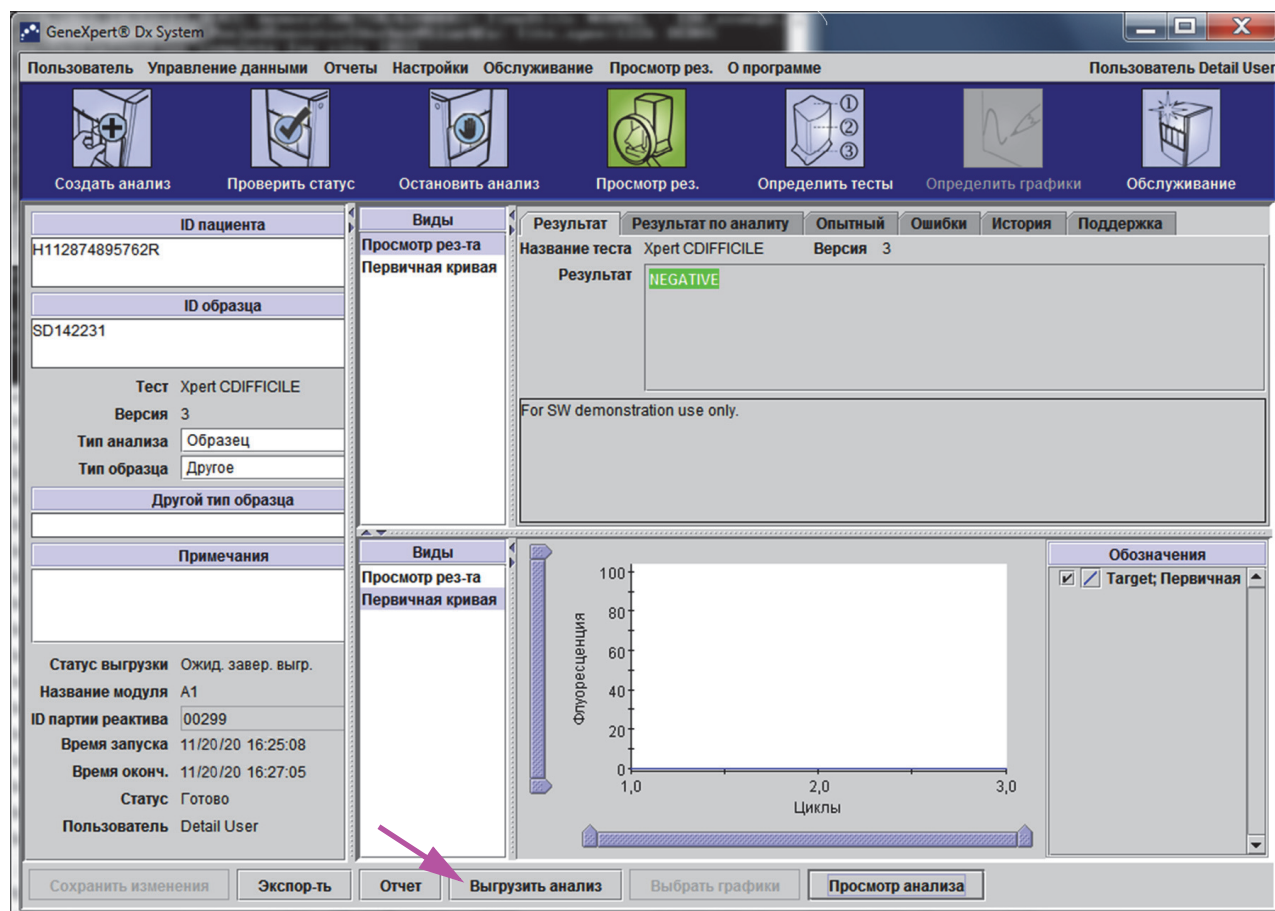 GeneXpert® Dx System
Пользователь Управление данными Отчеты Настройки Обслуживание Просмотр рез. О программе Пользователь Detail User
① ② ③
Создать анализ Проверить статус Остановить анализ Просмотр рез. Определить тесты Определить графики Обслуживание
ID пациента
H112874895762R
ID образца
SD142231
Тест Xpert CDIFFICILE
Версия 3
Тип анализа Образец
Тип образца Другое
Другой тип образца
Примечания
Статус выгрузки Ожид. завер. выгр.
Название модуля A1
ID партии реактива 00299
Время запуска 11/20/20 16:25:08
Время оконч. 11/20/20 16:27:05
Статус Готово
Пользователь Detail User
Виды
Просмотр рез-та
Первичная кривая
Результат Результат по аналиту Опытный Ошибки История Поддержка
Название теста Xpert CDIFFICILE Версия 3
Результат NEGATIVE
For SW demonstration use only.
Виды
Просмотр рез-та
Первичная кривая
Флуоресценция
100
80
60
40
20
0
1,0 2,0 3,0
Циклы
Обозначения
Target; Первичная
Сохранить изменения Экспор-ть Отчет Выгрузить анализ Выбрать графики Просмотр анализа